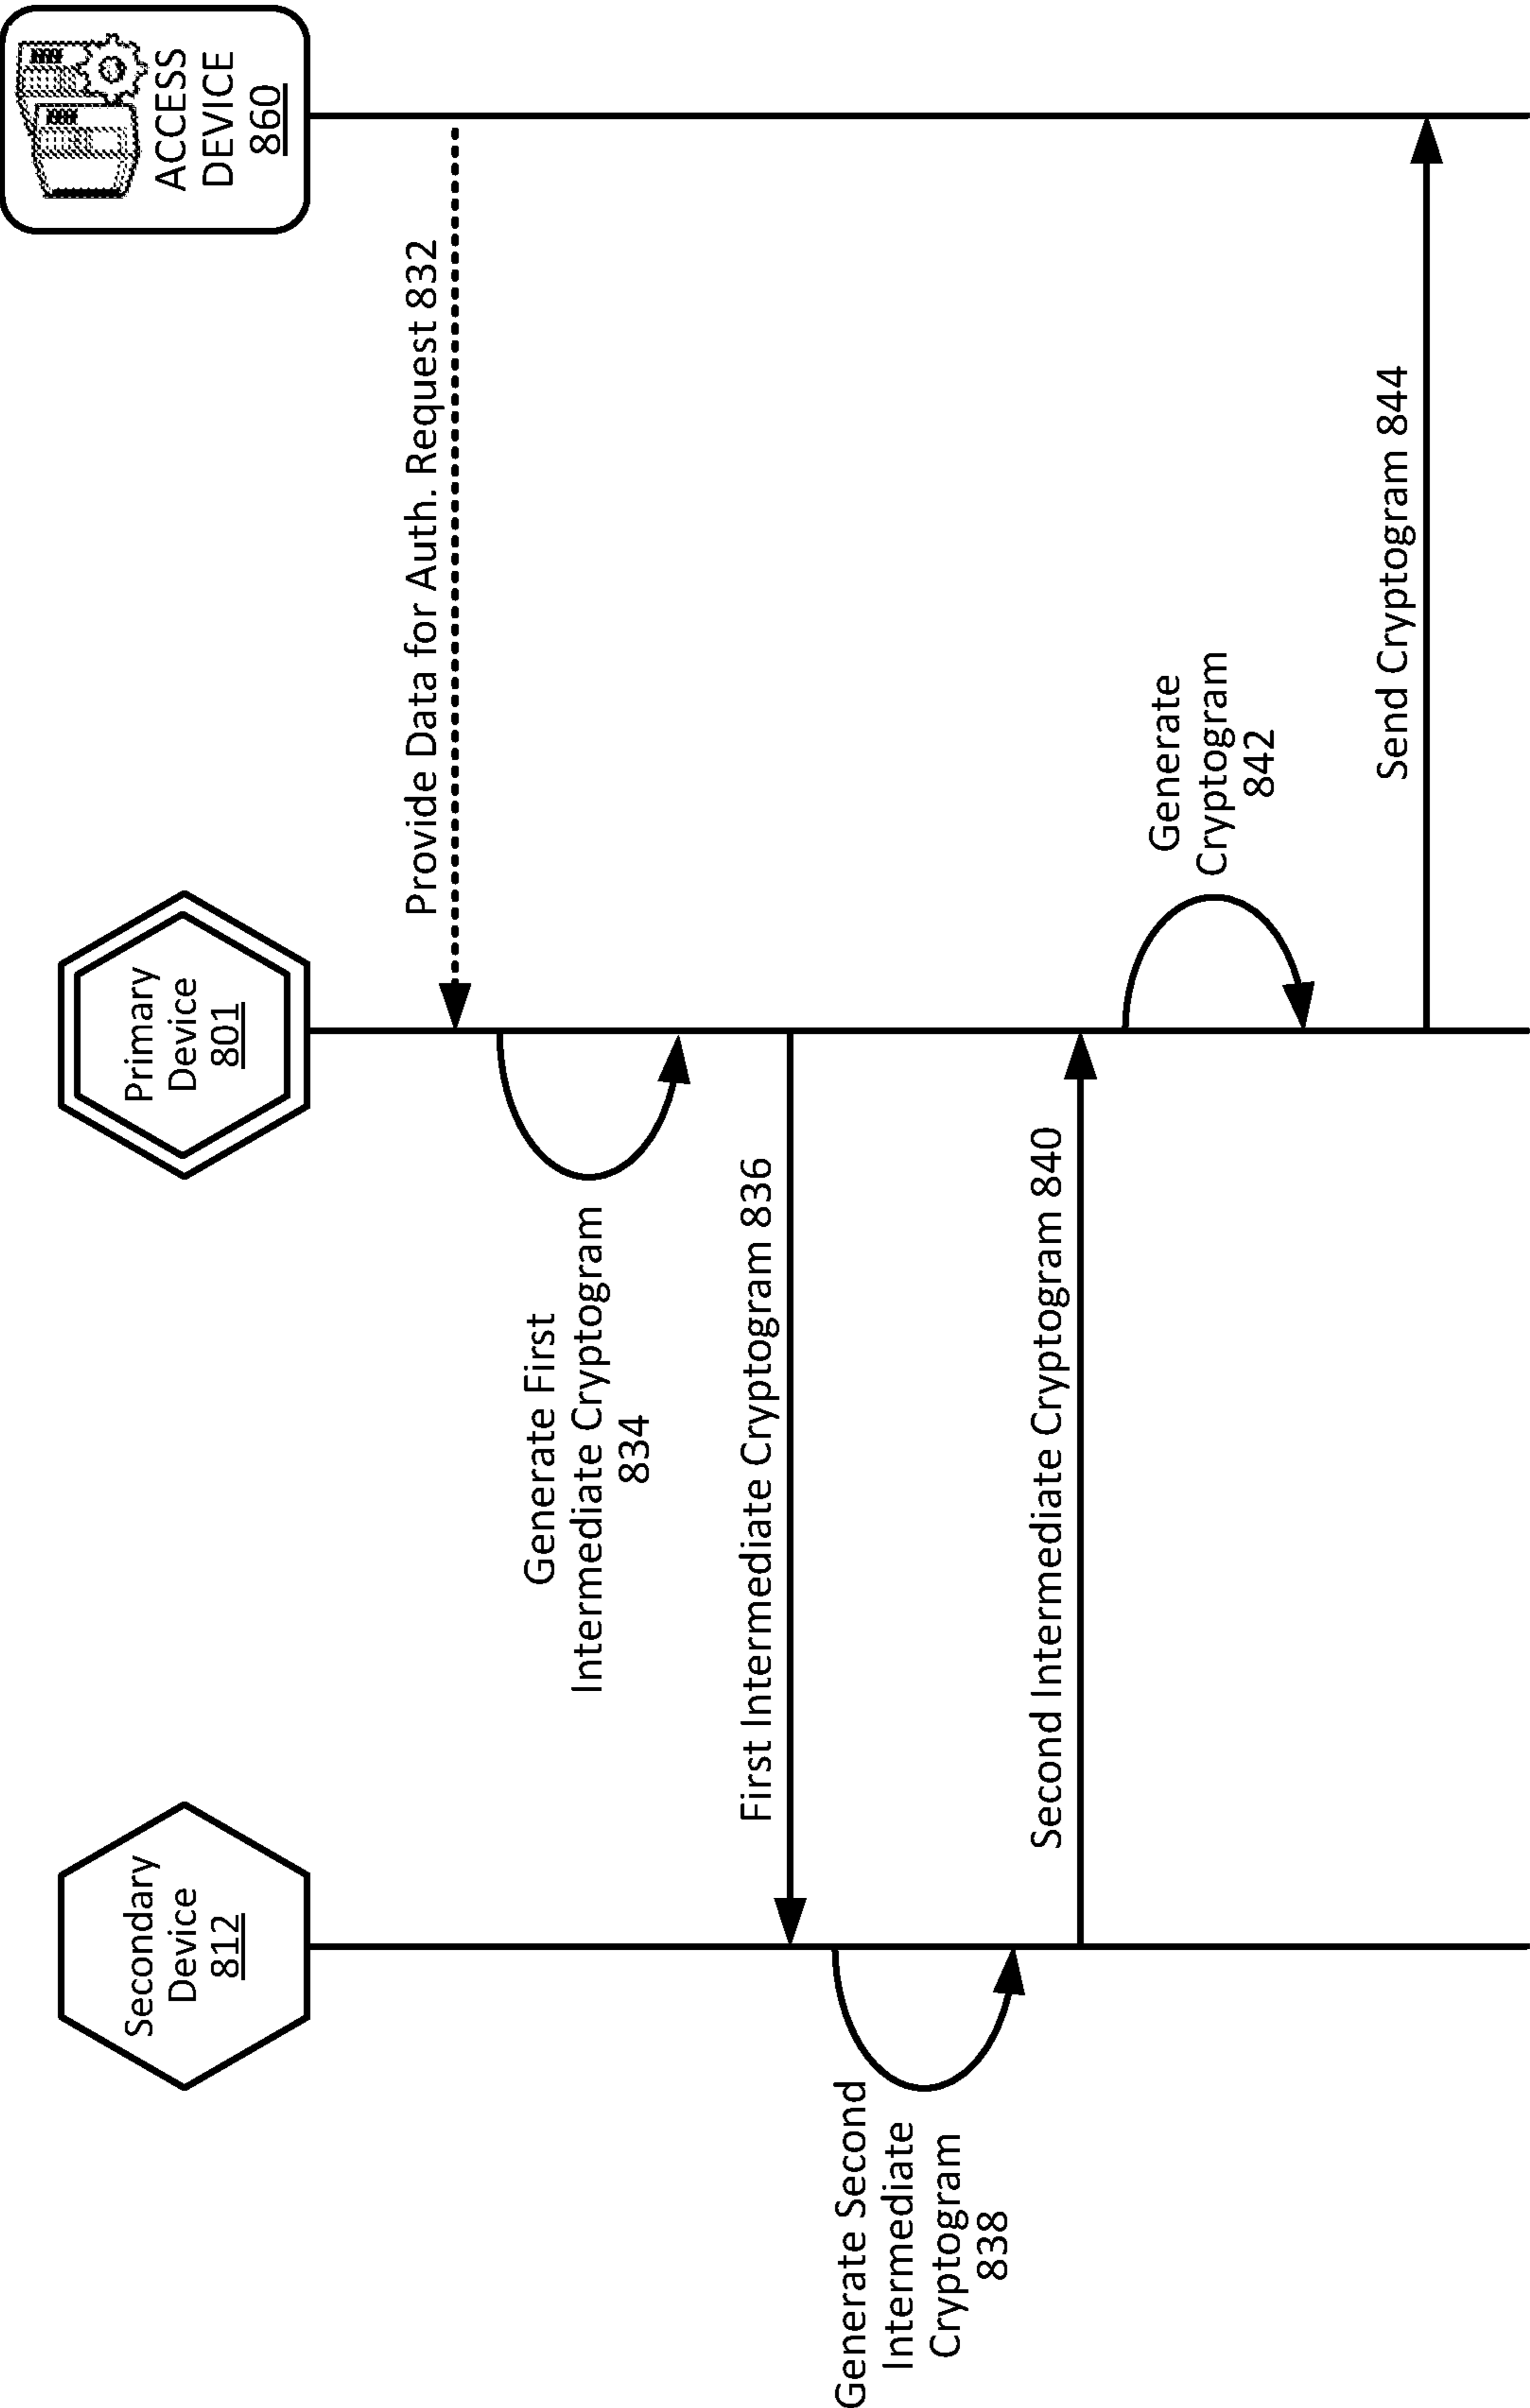 Secondary
Device
812
Primary
Device
801
ACCESS
DEVICE
860
Provide Data for Auth. Request 832
Generate First
Intermediate Cryptogram
834
First Intermediate Cryptogram 836
Generate Second
Intermediate
Cryptogram
838
Second Intermediate Cryptogram 840
Generate
Cryptogram
842
Send Cryptogram 844